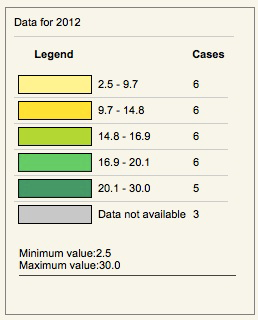 Data for 2012
Legend Cases
2.5 - 9.7 6
9.7 - 14.8 6
14.8 - 16.9 6
16.9 - 20.1 6
20.1 - 30.0 5
Data not available 3
Minimum value:2.5
Maximum value:30.0